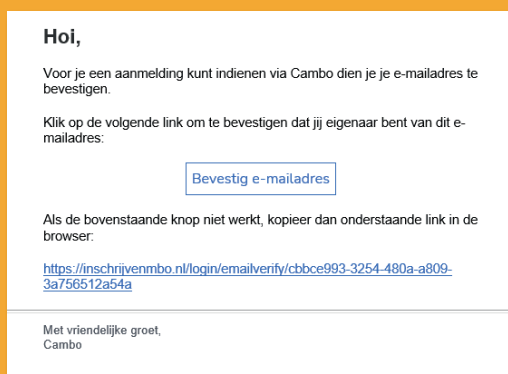 Hoi,
Voor je een aanmelding kunt indienen via Cambo dien je je e-mailadres te
bevestigen.
Klik op de volgende link om te bevestigen dat jij eigenaar bent van dit e-
mailadres:
Bevestig e-mailadres
Als de bovenstaande knop niet werkt, kopieer dan onderstaande link in de
browser:
https://inschrijvenmbo.nl/login/emailverify/cbbce993-3254-480a-a809-
3a756512a54a
Met vriendelijke groet,
Cambo